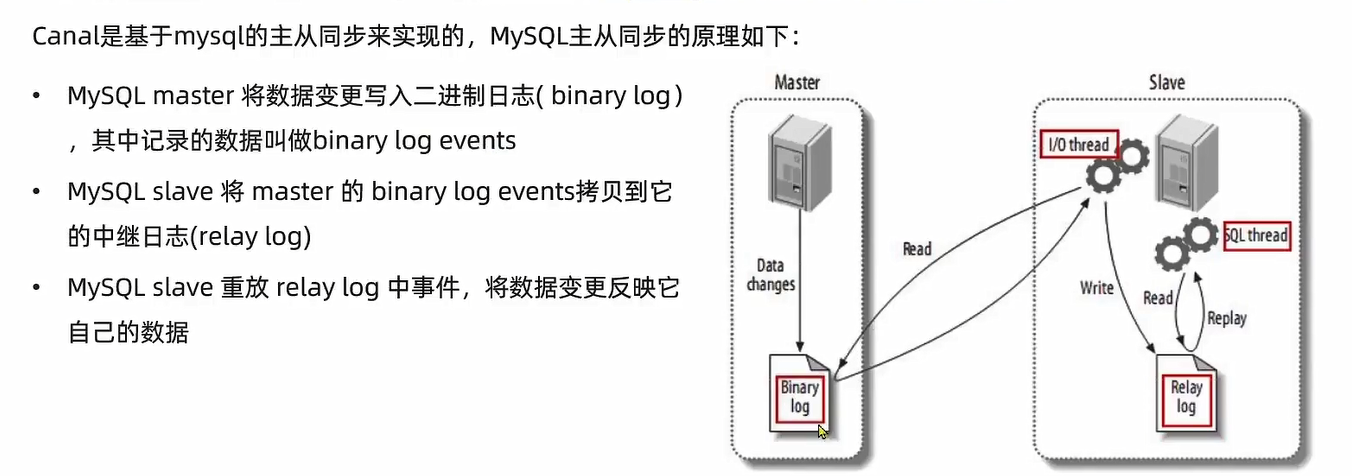 Canal是基于mysql的主从同步来实现的，MySQL主从同步的原理如下：
• MySQL master 将数据变更写入二进制日志( binary log）
，其中记录的数据叫做binary log events
• MySQL slave 将 master 的 binary log events拷贝到它
的中继日志(relay log)
• MySQL slave 重放 relay log 中事件，将数据变更反映它
自己的数据
Master
Data
changes
Binary
log
Read
Slave
I/O thread
SQL thread
Write
Read
Replay
Relay
log